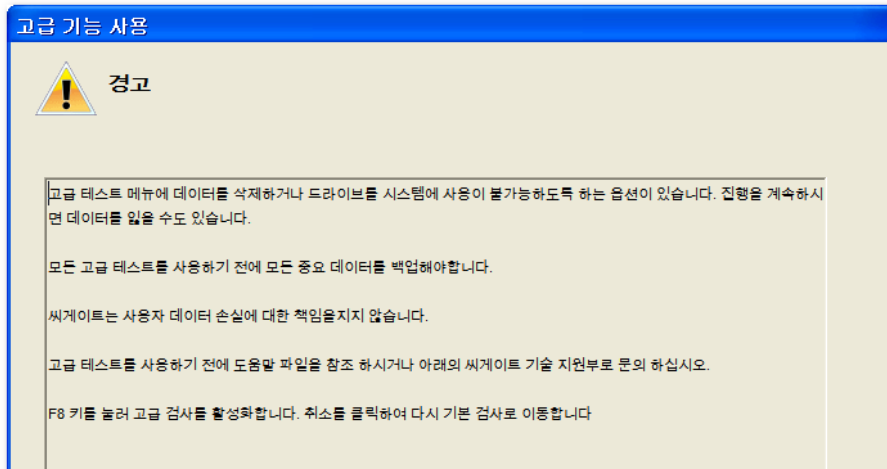 고급 기능 사용
경고
고급 테스트 메뉴에 데이터를 삭제하거나 드라이브를 시스템에 사용이 불가능하도록 하는 옵션이 있습니다. 진행을 계속하시
면 데이터를 잃을 수도 있습니다.
모든 고급 테스트를 사용하기 전에 모든 중요 데이터를 백업해야합니다.
씨게이트는 사용자 데이터 손실에 대한 책임을지지 않습니다.
고급 테스트를 사용하기 전에 도움말 파일을 참조 하시거나 아래의 씨게이트 기술 지원부로 문의 하십시오.
F8 키를 눌러 고급 검사를 활성화합니다. 취소를 클릭하여 다시 기본 검사로 이동합니다